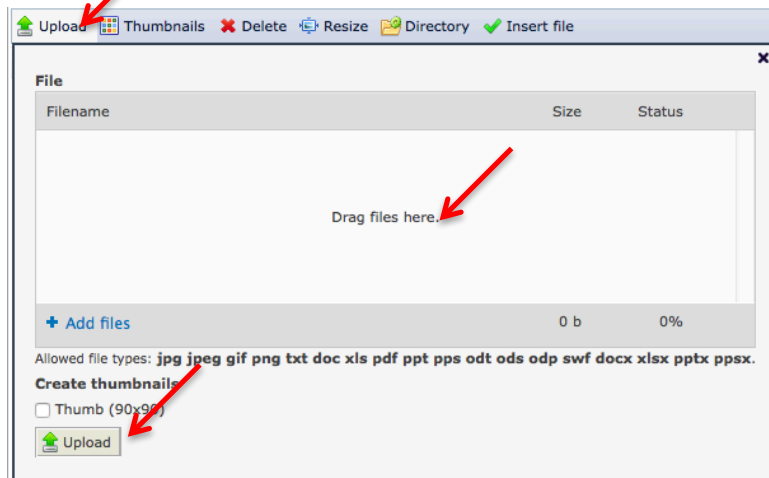 Upload Thumbnails Delete Resize Directory Insert file
File
Filename Size Status
Drag files here.
Add files 0 b 0%
Allowed file types: jpg jpeg gif png txt doc xls pdf ppt pps odt ods odp swf docx xlsx pptx ppsx.
Create thumbnails
Thumb (90x90)
Upload